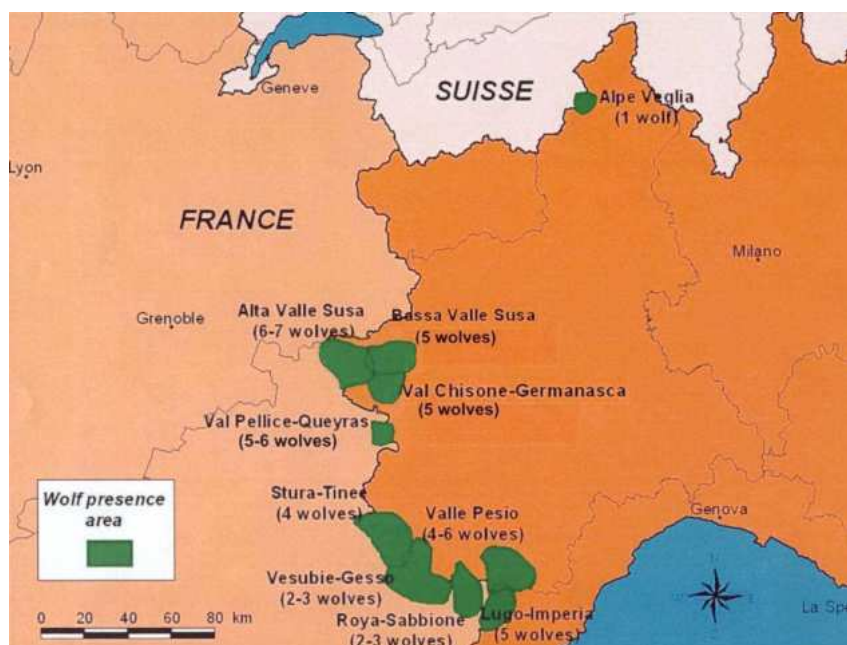 Geneve
SUISSE
Alpe Veglia
(1 wolf)
Lyon
FRANCE
Milano
Grenoble
Alta Valle Susa
(6-7 wolves)
Bassa Valle Susa
(5 wolves)
Val Chisone-Germanasca
(5 wolves)
Val Pellice-Queyras
(5-6 wolves)
Wolf presence
area
Stura-Tineé
(4 wolves)
Valle Pesio
(4-6 wolves)
Genova
Vesubie-Gesso
(2-3 wolves)
Roya-Sabbione
(2-3 wolves)
Lugo-Imperia
(5 wolves)
La Spe
0 20 40 60 80 km